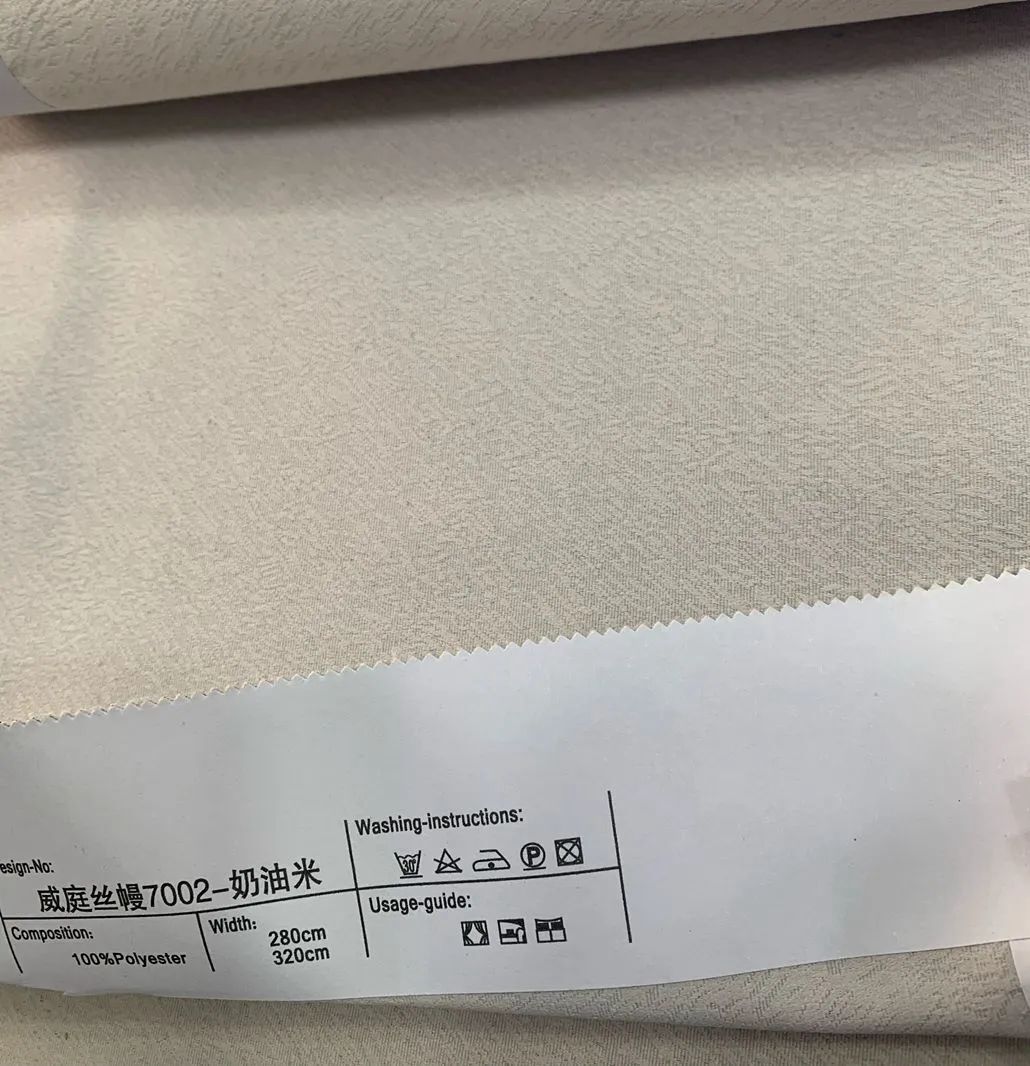 esign-No:
威庭丝幔7002-奶油米
Composition:
100%Polyester
Width:
280cm
320cm
Washing-instructions:
30°
P
Usage-guide: